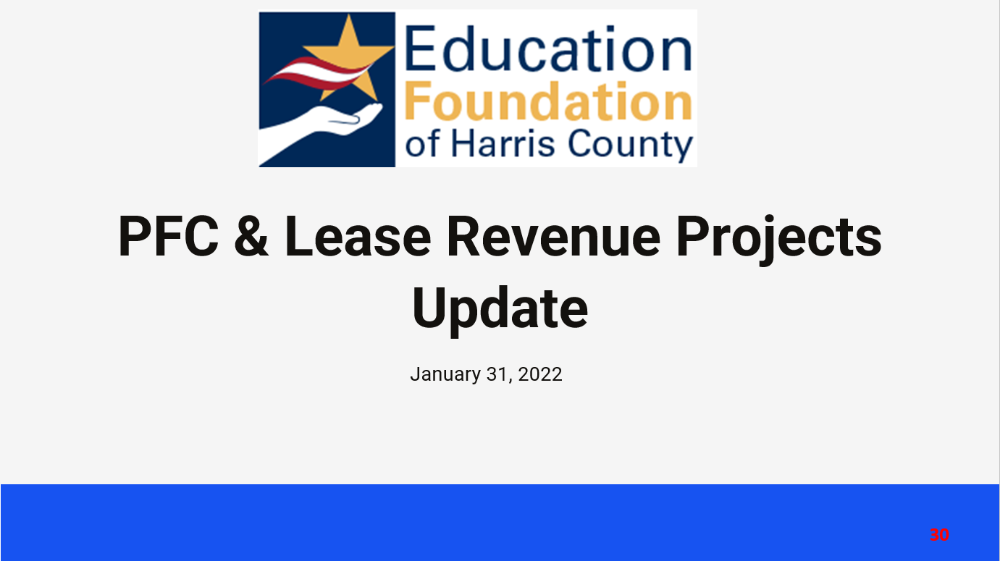 Education
Foundation
of Harris County
PFC & Lease Revenue Projects
Update
January 31, 2022
30